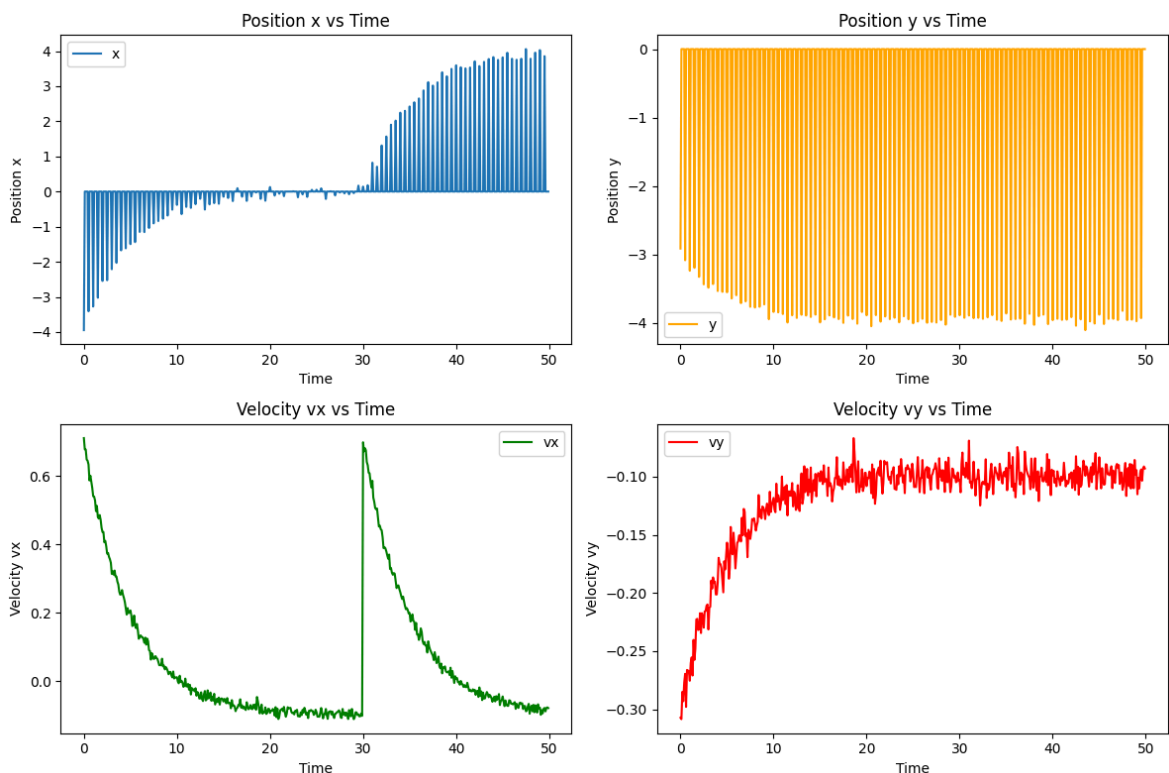 Position x vs Time
x
4
3
2
1
0
−1
−2
−3
−4
Position x
0 10 20 30 40 50
Time
Position y vs Time
0
−1
−2
−3
−4
Position y
y
0 10 20 30 40 50
Time
Velocity vx vs Time
vx
0.6
0.4
0.2
0.0
Velocity vx
0 10 20 30 40 50
Time
Velocity vy vs Time
vy
−0.10
−0.15
−0.20
−0.25
−0.30
Velocity vy
0 10 20 30 40 50
Time